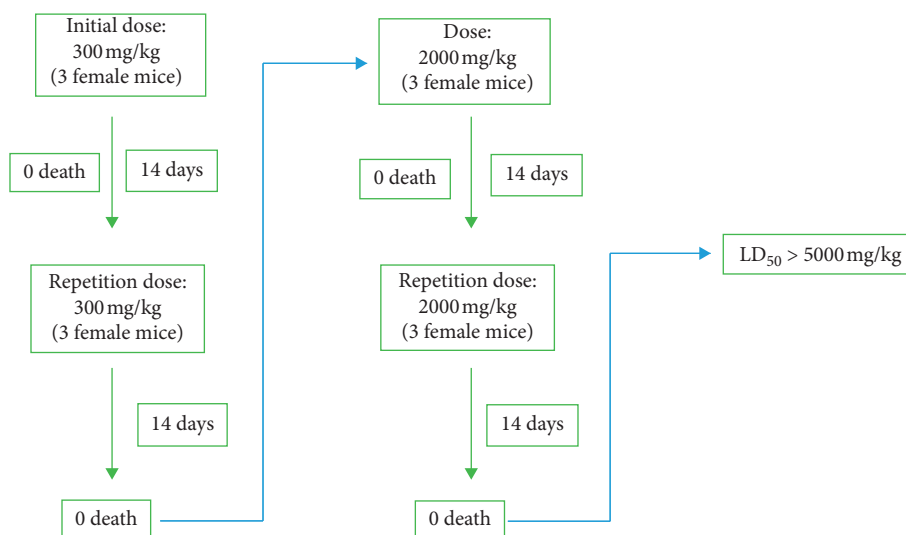 Initial dose:
300 mg/kg
(3 female mice)
0 death
14 days
Repetition dose:
300 mg/kg
(3 female mice)
14 days
0 death
Dose:
2000 mg/kg
(3 female mice)
0 death
14 days
Repetition dose:
2000 mg/kg
(3 female mice)
14 days
0 death
LD₅₀ > 5000 mg/kg